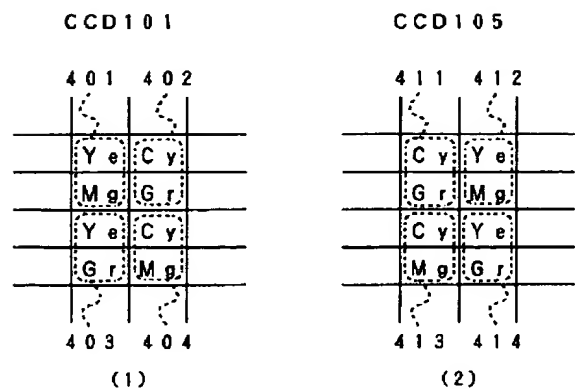 CCD101 CCD105
401 402 411 412
Ye Cy Cy Ye
Mg Gr Gr Mg
Ye Cy Cy Ye
Gr Mg Mg Gr
403 404 413 414
(1) (2)